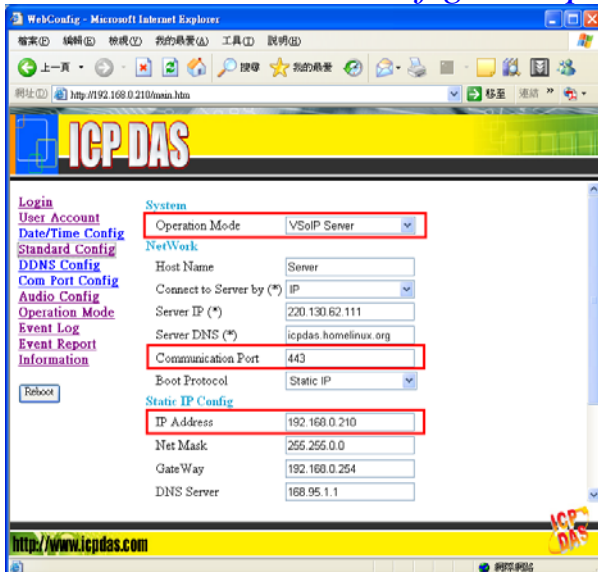 WebConfig - Microsoft Internet Explorer
檔案(F) 編輯(E) 檢視(V) 我的最愛(A) 工具(T) 說明(H)
上一頁 搜尋 我的最愛
網址(D) http://192.168.0.210/main.htm 移至 連結 »
ICP DAS
Login
User Account
Date/Time Config
Standard Config
DDNS Config
Com Port Config
Audio Config
Operation Mode
Event Log
Event Report
Information
Reboot
System
Operation Mode VSoIP Server
NetWork
Host Name Server
Connect to Server by (*) IP
Server IP (*) 220.130.62.111
Server DNS (*) icpdas.homelinux.org
Communication Port 443
Boot Protocol Static IP
Static IP Config
IP Address 192.168.0.210
Net Mask 255.255.0.0
GateWay 192.168.0.254
DNS Server 168.95.1.1
http://www.icpdas.com
ICP DAS
網際網路